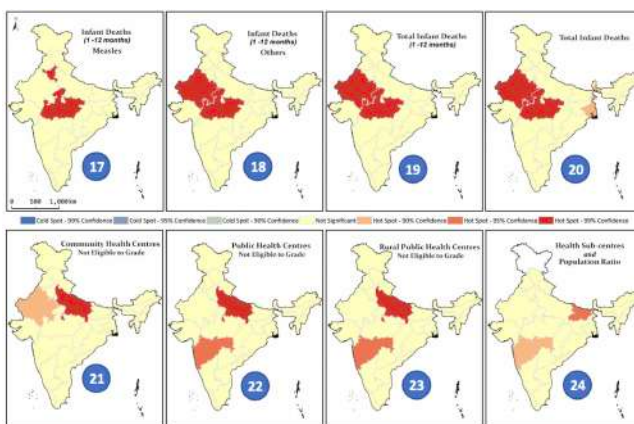 Infant Deaths
(1 -12 months)
Measles
17
0 500 1,000km
Infant Deaths
(1 -12 months)
Others
18
Total Infant Deaths
(1 -12 months)
19
Total Infant Deaths
20
Cold Spot - 99% Confidence Cold Spot - 95% Confidence Cold Spot - 90% Confidence Not Significant Hot Spot - 90% Confidence Hot Spot - 95% Confidence Hot Spot - 99% Confidence
Community Health Centres
Not Eligible to Grade
21
Public Health Centres
Not Eligible to Grade
22
Rural Public Health Centres
Not Eligible to Grade
23
Health Sub-centres
and
Population Ratio
24